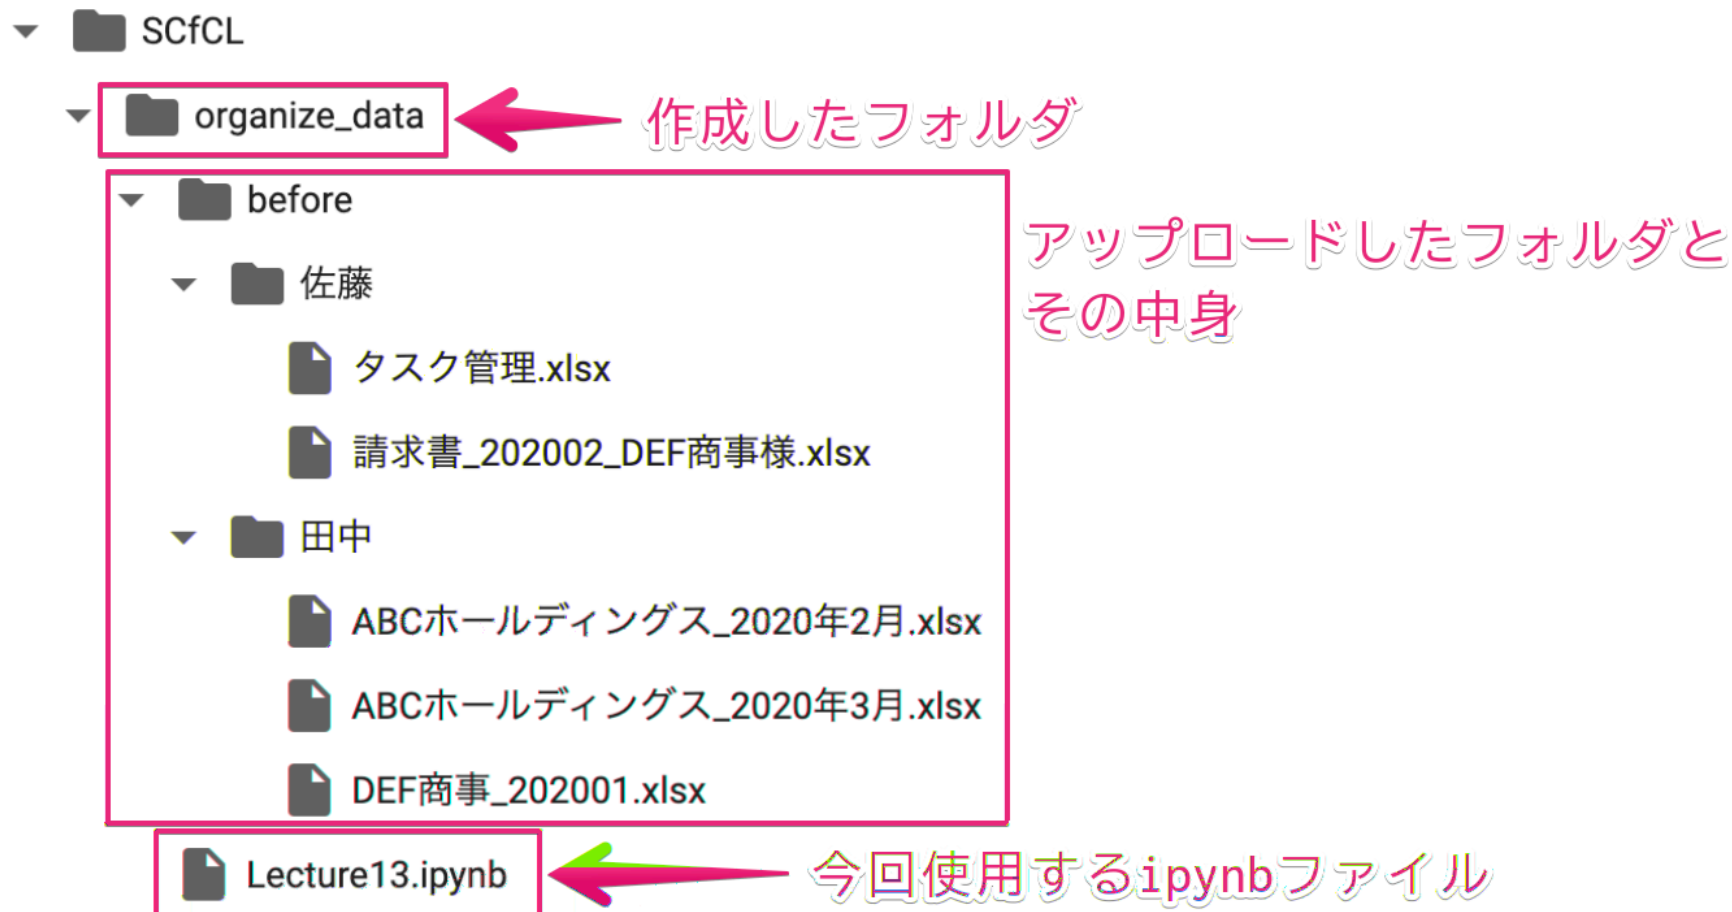 SCfCL
organize_data
作成したフォルダ
before
佐藤
アップロードしたフォルダと
その中身
タスク管理.xlsx
請求書_202002_DEF商事様.xlsx
田中
ABCホールディングス_2020年2月.xlsx
ABCホールディングス_2020年3月.xlsx
DEF商事_202001.xlsx
Lecture13.ipynb
今回使用するipynbファイル